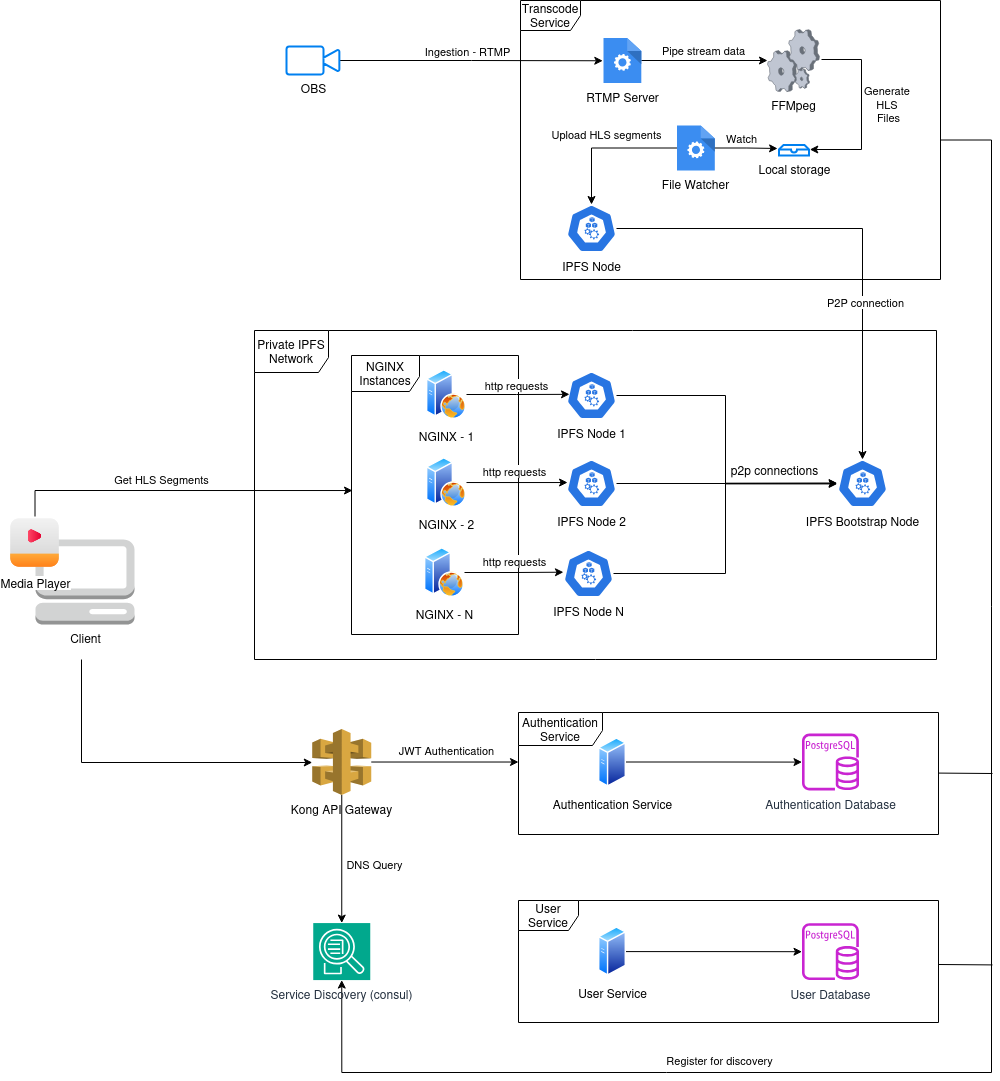 Transcode
Service
Ingestion - RTMP
Pipe stream data
OBS
RTMP Server
FFMpeg
Generate
HLS
Files
Upload HLS segments
Watch
File Watcher
Local storage
IPFS Node
P2P connection
Private IPFS
Network
NGINX
Instances
http requests
NGINX - 1
IPFS Node 1
http requests
p2p connections
NGINX - 2
IPFS Node 2
IPFS Bootstrap Node
Get HLS Segments
http requests
NGINX - N
IPFS Node N
Media Player
Client
Authentication
Service
JWT Authentication
PostgreSQL
Kong API Gateway
Authentication Service
Authentication Database
DNS Query
User
Service
PostgreSQL
Service Discovery (consul)
User Service
User Database
Register for discovery